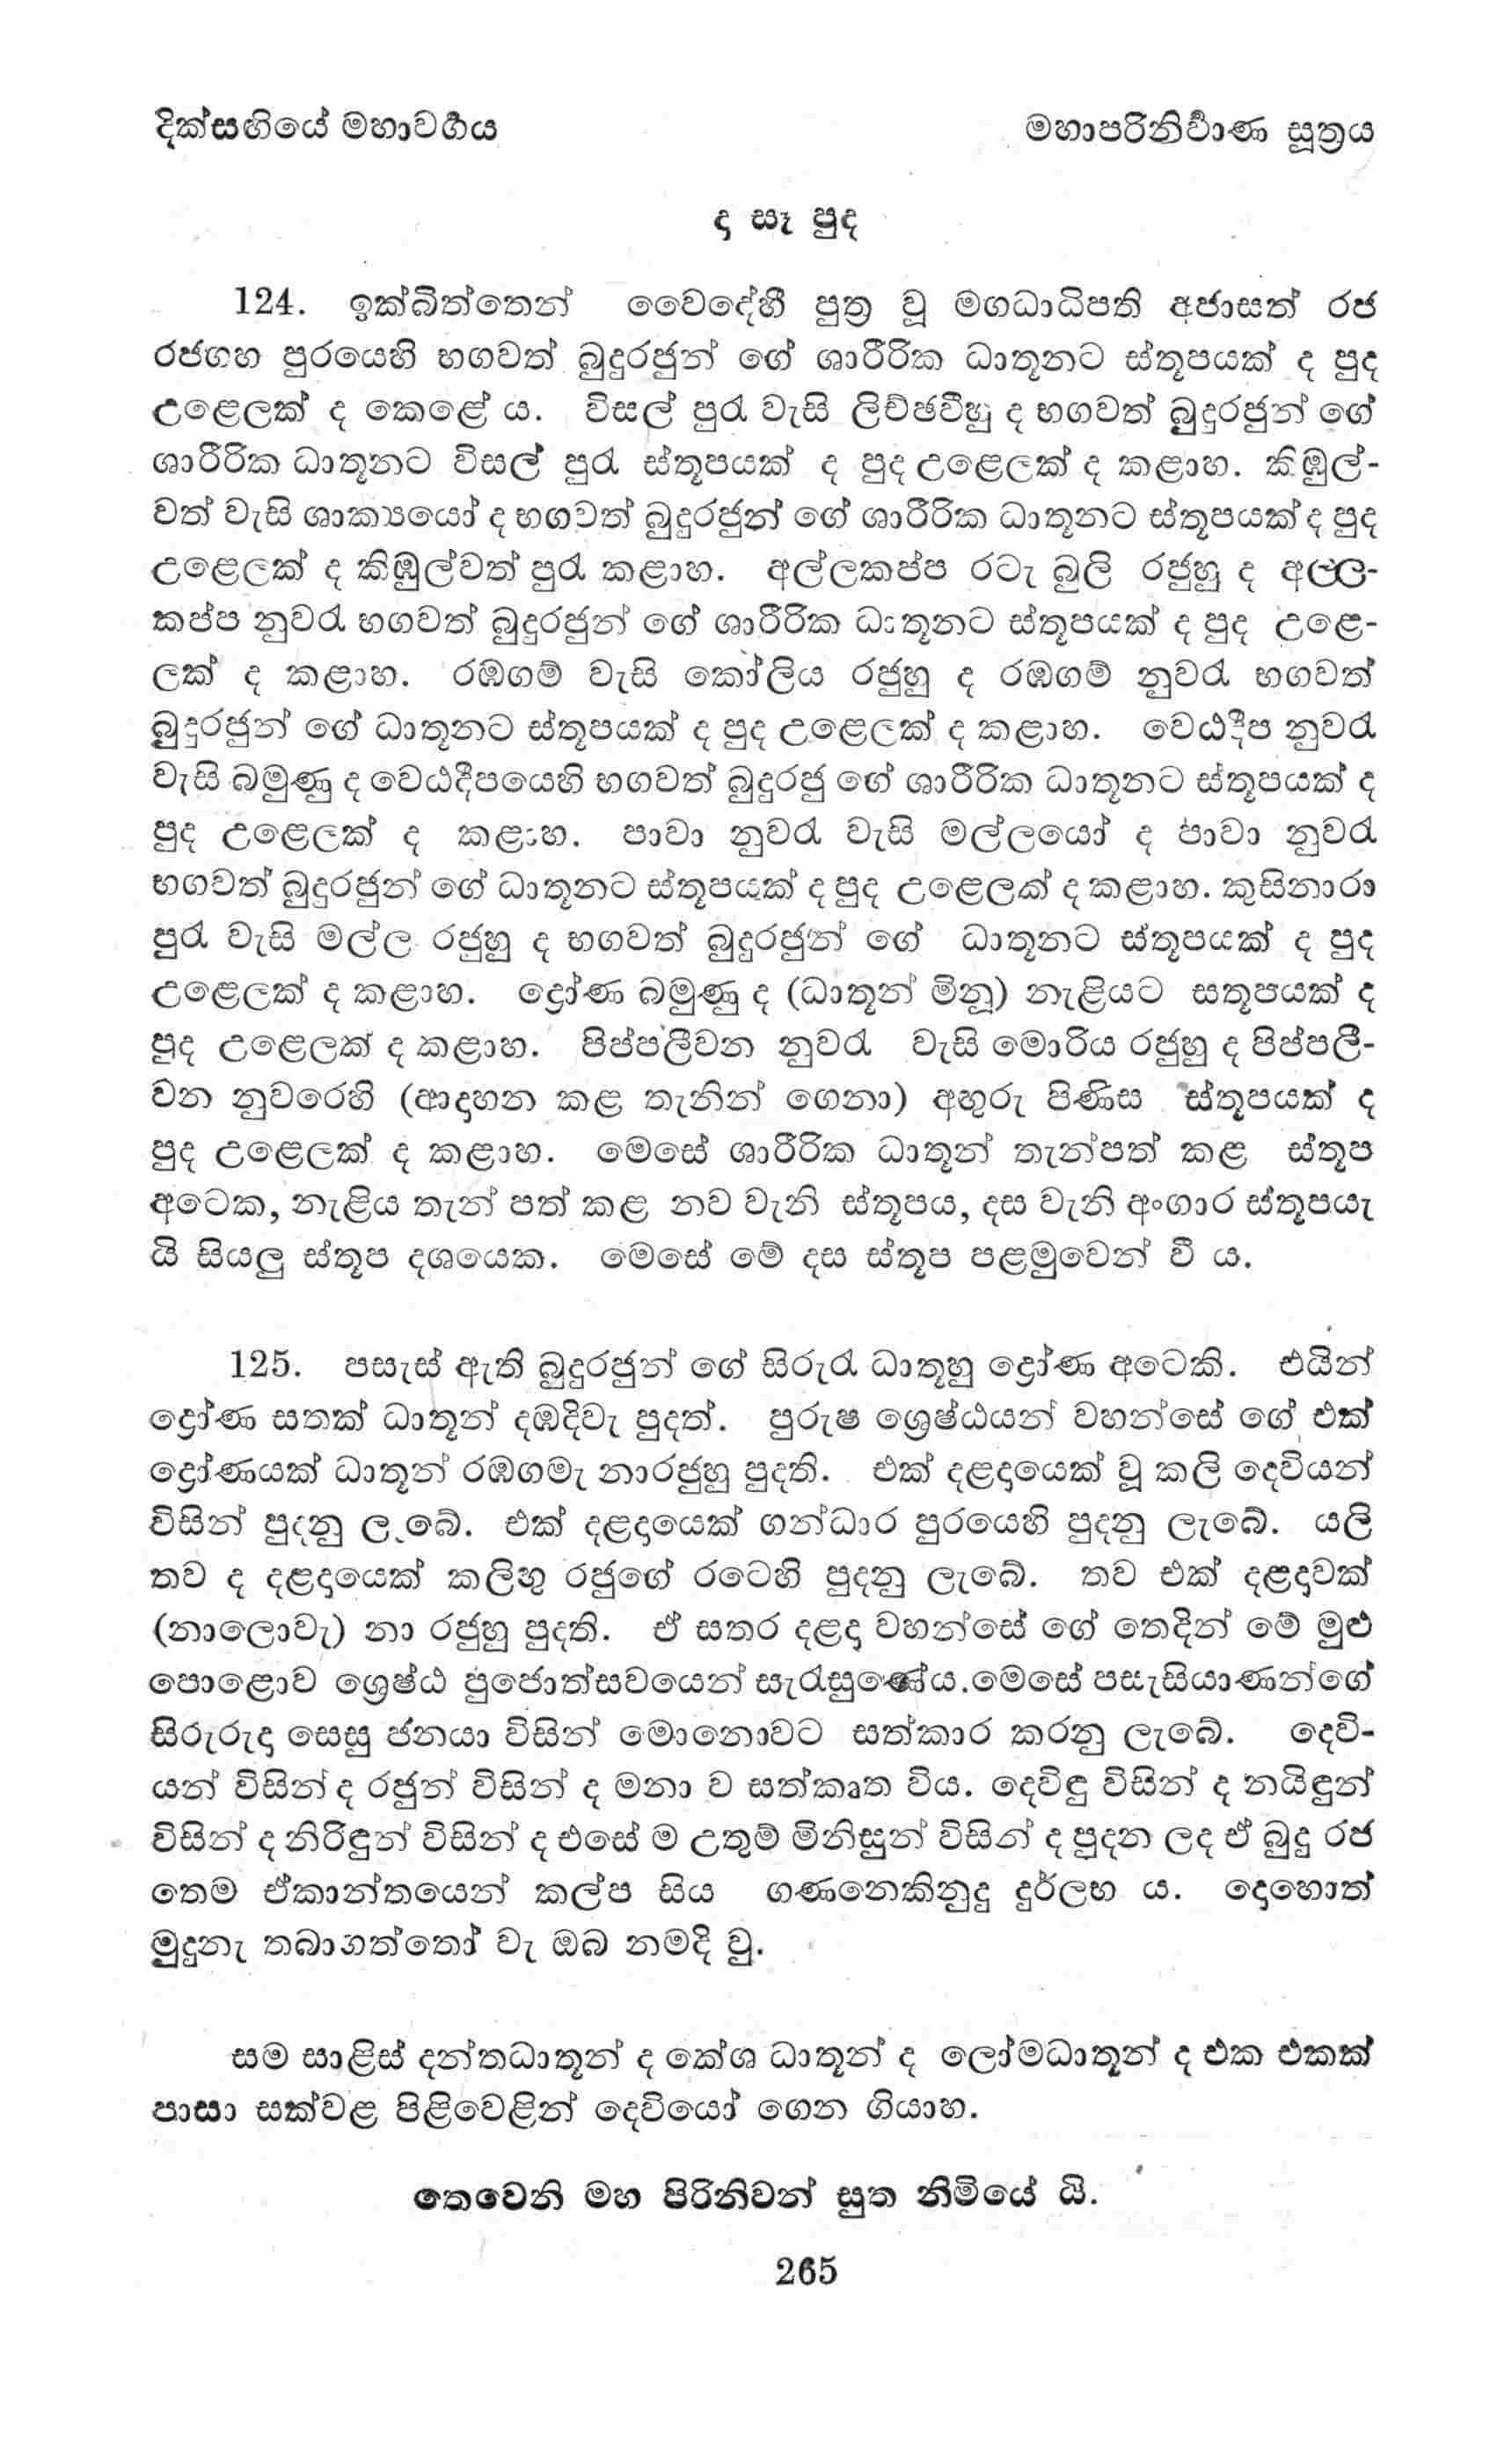 දික්සඟියේ මහාවර්‍ගය
මහාපරිනිර්‍වාණ සූත්‍රය
දා සෑ පුද
124. ඉක්බිත්තෙන් වෛදේහී පුත්‍ර වූ මගධාධිපති අජාසත් රජ
රජගහ පුරයෙහි භගවත් බුදුරජුන් ගේ ශාරීරික ධාතූනට ස්තූපයක් ද පුද
උළෙලක් ද කෙළේ ය. විසල් පුරැ වැසි ලිච්ඡවීහු ද භගවත් බුදුරජුන් ගේ
ශාරීරික ධාතූනට විසල් පුරැ ස්තූපයක් ද පුද උළෙලක් ද කළාහ. කිඹුල්-
වත් වැසි ශාක්‍යයෝ ද භගවත් බුදුරජුන් ගේ ශාරීරික ධාතූනට ස්තූපයක් ද පුද
උළෙලක් ද කිඹුල්වත් පුරැ කළාහ. අල්ලකප්ප රටැ බුලි රජුහු ද අල්ල-
කප්ප නුවරැ භගවත් බුදුරජුන් ගේ ශාරීරික ධාතූනට ස්තූපයක් ද පුද උළෙ-
ලක් ද කළාහ. රඹගම් වැසි කෝලිය රජුහු ද රඹගම් නුවරැ භගවත්
බුදුරජුන් ගේ ධාතූනට ස්තූපයක් ද පුද උළෙලක් ද කළාහ. වෙඨදීප නුවරැ
වැසි බමුණු ද වෙඨදීපයෙහි භගවත් බුදුරජු ගේ ශාරීරික ධාතූනට ස්තූපයක් ද
පුද උළෙලක් ද කළාහ. පාවා නුවරැ වැසි මල්ලයෝ ද පාවා නුවරැ
භගවත් බුදුරජුන් ගේ ධාතූනට ස්තූපයක් ද පුද උළෙලක් ද කළාහ. කුසිනාරා
පුරැ වැසි මල්ල රජුහු ද භගවත් බුදුරජුන් ගේ ධාතූනට ස්තූපයක් ද පුද
උළෙලක් ද කළාහ. ද්‍රෝණ බමුණු ද (ධාතූන් මිනූ) නැළියට සතූපයක් ද
පුද උළෙලක් ද කළාහ. පිප්පලීවන නුවරැ වැසි මොරිය රජුහු ද පිප්පලී-
වන නුවරෙහි (ආදාහන කළ තැනින් ගෙනා) අඟුරු පිණිස ස්තූපයක් ද
පුද උළෙලක් ද කළාහ. මෙසේ ශාරීරික ධාතූන් තැන්පත් කළ ස්තූප
අටෙක, නැළිය තැන් පත් කළ නව වැනි ස්තූපය, දස වැනි අංගාර ස්තූපයැ
යි සියලු ස්තූප දශයෙක. මෙසේ මේ දස ස්තූප පළමුවෙන් වී ය.
125. පසැස් ඇති බුදුරජුන් ගේ සිරුරැ ධාතූහු ද්‍රෝණ අටෙකි. එයින්
ද්‍රෝණ සතක් ධාතූන් දඹදිවැ පුදත්. පුරුෂ ශ්‍රෙෂ්ඨයන් වහන්සේ ගේ එක්
ද්‍රෝණයක් ධාතූන් රඹගමැ නාරජුහු පුදති. එක් දළදායෙක් වූ කලි දෙවියන්
විසින් පුදනු ලැබේ. එක් දළදායෙක් ගන්ධාර පුරයෙහි පුදනු ලැබේ. යලි
තව ද දළදායෙක් කලිඟු රජුගේ රටෙහි පුදනු ලැබේ. තව එක් දළදාවක්
(නාලොවැ) නා රජුහු පුදති. ඒ සතර දළදා වහන්සේ ගේ තෙදින් මේ මුළු
පොළොව ශ්‍රෙෂ්ඨ පුජොත්සවයෙන් සැරැසුණේය.මෙසේ පසැසියාණන්ගේ
සිරුරුදා සෙසු ජනයා විසින් මොනොවට සත්කාර කරනු ලැබේ. දෙවි-
යන් විසින් ද රජුන් විසින් ද මනා ව සත්කෘත විය. දෙවිඳු විසින් ද නයිඳුන්
විසින් ද නිරිඳුන් විසින් ද එසේ ම උතුම් මිනිසුන් විසින් ද පුදන ලද ඒ බුදු රජ
තෙම ඒකාන්තයෙන් කල්ප සිය ගණනෙකිනුදු දුර්ලභ ය. දොහොත්
මුදුනැ තබාගත්තෝ වැ ඔබ නමදි වු.
සම සාළිස් දන්තධාතූන් ද කේශ ධාතූන් ද ලෝමධාතූන් ද එක එකක්
පාසා සක්වළ පිළිවෙළින් දෙවියෝ ගෙන ගියාහ.
තෙවෙනි මහ පිරිනිවන් සුත නිමියේ යි.
265